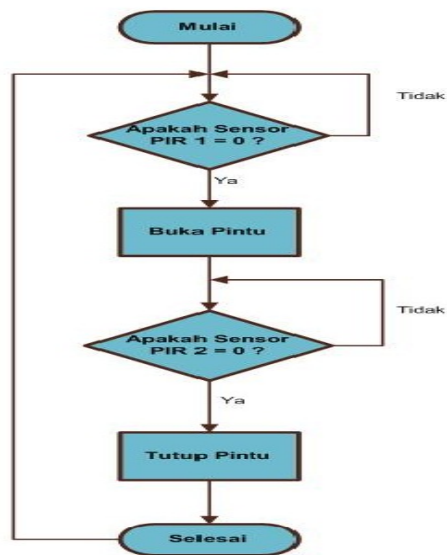 Mulai
Tidak
Apakah Sensor
PIR 1 = 0 ?
Ya
Buka Pintu
Tidak
Apakah Sensor
PIR 2 = 0 ?
Ya
Tutup Pintu
Selesai